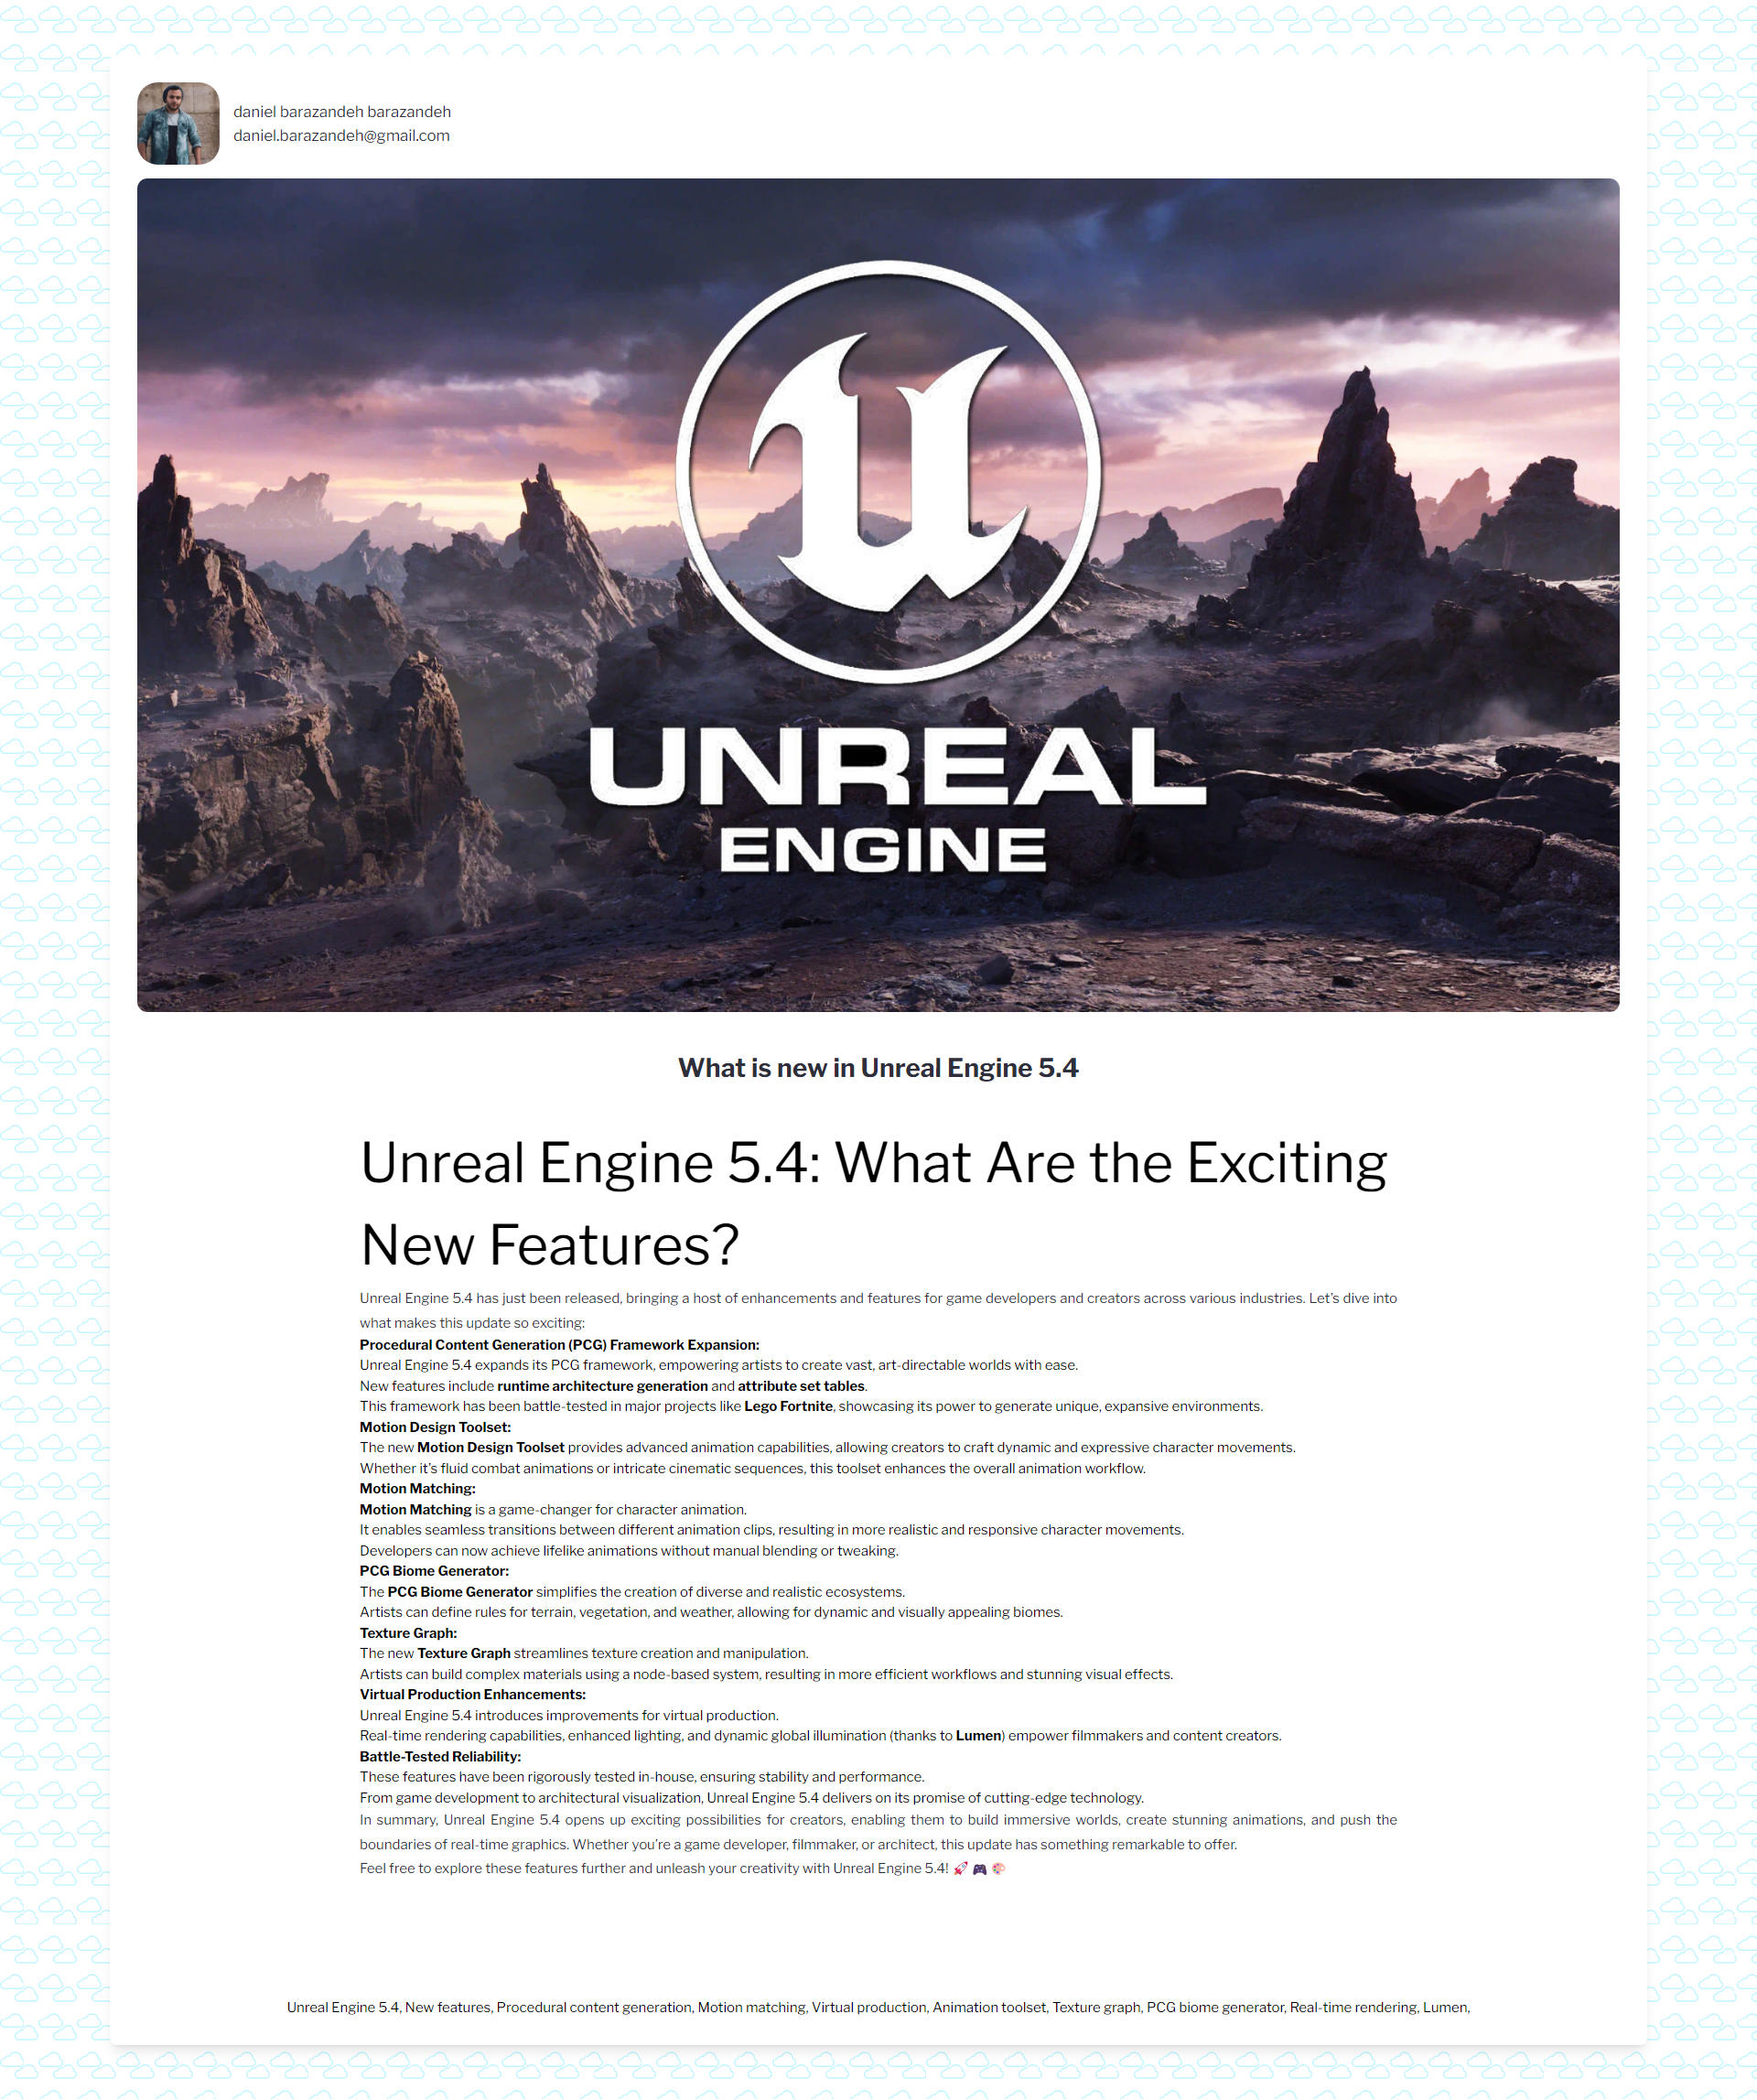 daniel barazandeh barazandeh
daniel.barazandeh@gmail.com
UNREAL
ENGINE
What is new in Unreal Engine 5.4
Unreal Engine 5.4: What Are the Exciting
New Features?
Unreal Engine 5.4 has just been released, bringing a host of enhancements and features for game developers and creators across various industries. Let’s dive into
what makes this update so exciting:
Procedural Content Generation (PCG) Framework Expansion:
Unreal Engine 5.4 expands its PCG framework, empowering artists to create vast, art-directable worlds with ease.
New features include runtime architecture generation and attribute set tables.
This framework has been battle-tested in major projects like Lego Fortnite, showcasing its power to generate unique, expansive environments.
Motion Design Toolset:
The new Motion Design Toolset provides advanced animation capabilities, allowing creators to craft dynamic and expressive character movements.
Whether it’s fluid combat animations or intricate cinematic sequences, this toolset enhances the overall animation workflow.
Motion Matching:
Motion Matching is a game-changer for character animation.
It enables seamless transitions between different animation clips, resulting in more realistic and responsive character movements.
Developers can now achieve lifelike animations without manual blending or tweaking.
PCG Biome Generator:
The PCG Biome Generator simplifies the creation of diverse and realistic ecosystems.
Artists can define rules for terrain, vegetation, and weather, allowing for dynamic and visually appealing biomes.
Texture Graph:
The new Texture Graph streamlines texture creation and manipulation.
Artists can build complex materials using a node-based system, resulting in more efficient workflows and stunning visual effects.
Virtual Production Enhancements:
Unreal Engine 5.4 introduces improvements for virtual production.
Real-time rendering capabilities, enhanced lighting, and dynamic global illumination (thanks to Lumen) empower filmmakers and content creators.
Battle-Tested Reliability:
These features have been rigorously tested in-house, ensuring stability and performance.
From game development to architectural visualization, Unreal Engine 5.4 delivers on its promise of cutting-edge technology.
In summary, Unreal Engine 5.4 opens up exciting possibilities for creators, enabling them to build immersive worlds, create stunning animations, and push the
boundaries of real-time graphics. Whether you’re a game developer, filmmaker, or architect, this update has something remarkable to offer.
Feel free to explore these features further and unleash your creativity with Unreal Engine 5.4! 🚀 🎮 🎨
Unreal Engine 5.4, New features, Procedural content generation, Motion matching, Virtual production, Animation toolset, Texture graph, PCG biome generator, Real-time rendering, Lumen,